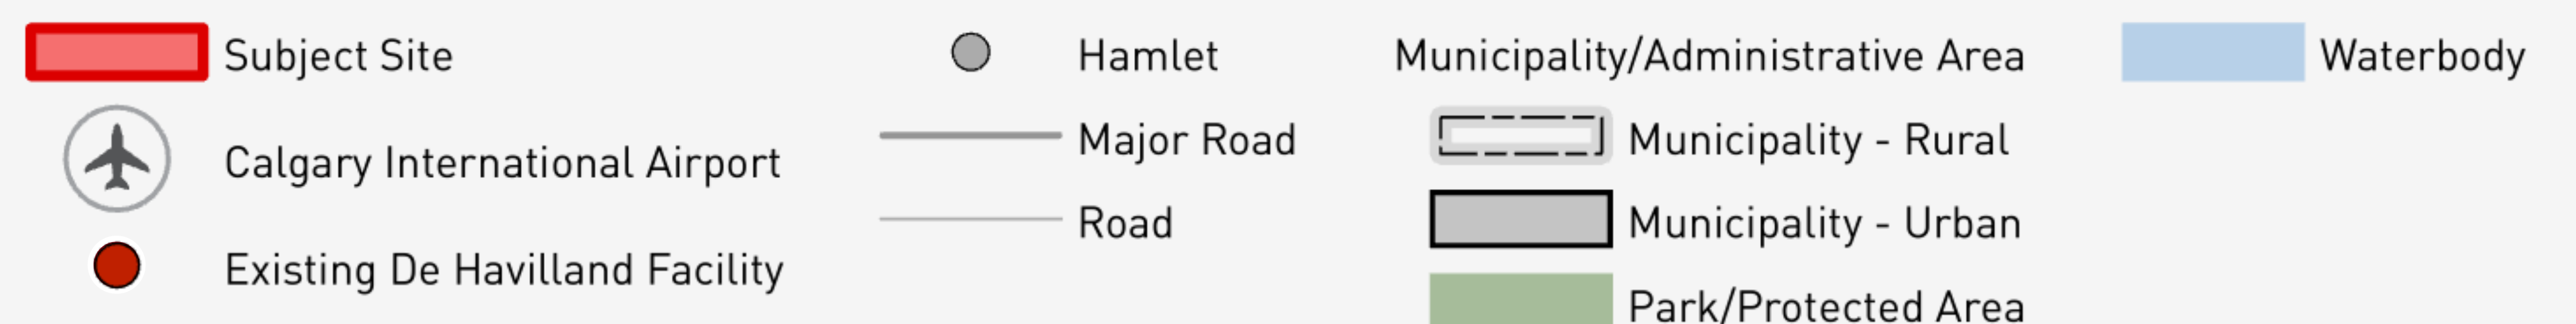 Subject Site
Calgary International Airport
Existing De Havilland Facility
Hamlet
Major Road
Road
Municipality/Administrative Area
Municipality - Rural
Municipality - Urban
Park/Protected Area
Waterbody